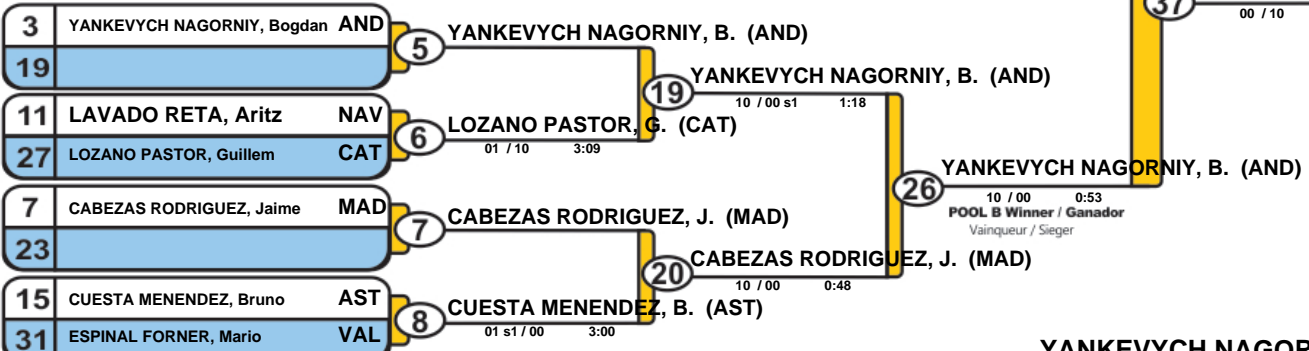 37
00 / 10
3 YANKEVYCH NAGORNIY, Bogdan AND
19
5 YANKEVYCH NAGORNIY, B. (AND)
19 YANKEVYCH NAGORNIY, B. (AND)
10 / 00 s1 1:18
11 LAVADO RETA, Aritz NAV
27 LOZANO PASTOR, Guillem CAT
6 LOZANO PASTOR, G. (CAT)
01 / 10 3:09
26 YANKEVYCH NAGORNIY, B. (AND)
10 / 00 0:53
POOL B Winner / Ganador
Vainqueur / Sieger
7 CABEZAS RODRIGUEZ, Jaime MAD
23
7 CABEZAS RODRIGUEZ, J. (MAD)
20 CABEZAS RODRIGUEZ, J. (MAD)
10 / 00 0:48
15 CUESTA MENENDEZ, Bruno AST
31 ESPINAL FORNER, Mario VAL
8 CUESTA MENENDEZ, B. (AST)
01 s1 / 00 3:00
YANKEVYCH NAGOR